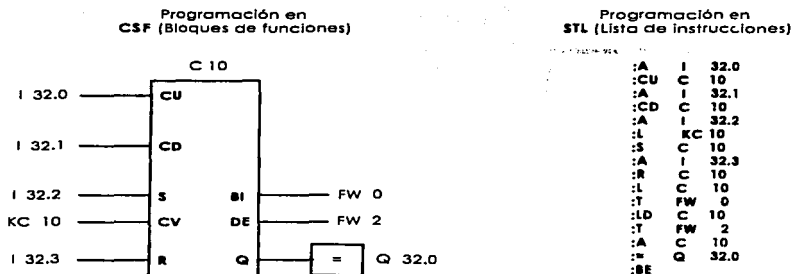 Programación en
CSF (Bloques de funciones)
C 10
I 32.0 CU
I 32.1 CD
I 32.2 S BI FW 0
KC 10 CV DE FW 2
I 32.3 R Q = Q 32.0
Programación en
STL (Lista de instrucciones)
:A I 32.0
:CU C 10
:A I 32.1
:CD C 10
:A I 32.2
:L KC 10
:S C 10
:A I 32.3
:R C 10
:L C 10
:T FW 0
:LD C 10
:T FW 2
:A C 10
:= Q 32.0
:BE